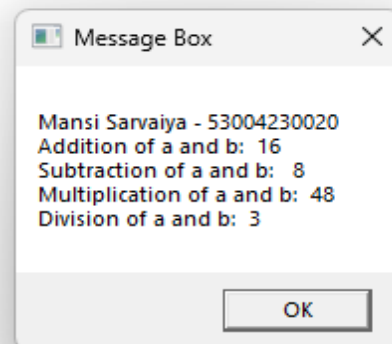 Message Box
Mansi Sarvaiya - 53004230020
Addition of a and b:  16
Subtraction of a and b:   8
Multiplication of a and b:  48
Division of a and b:  3
OK